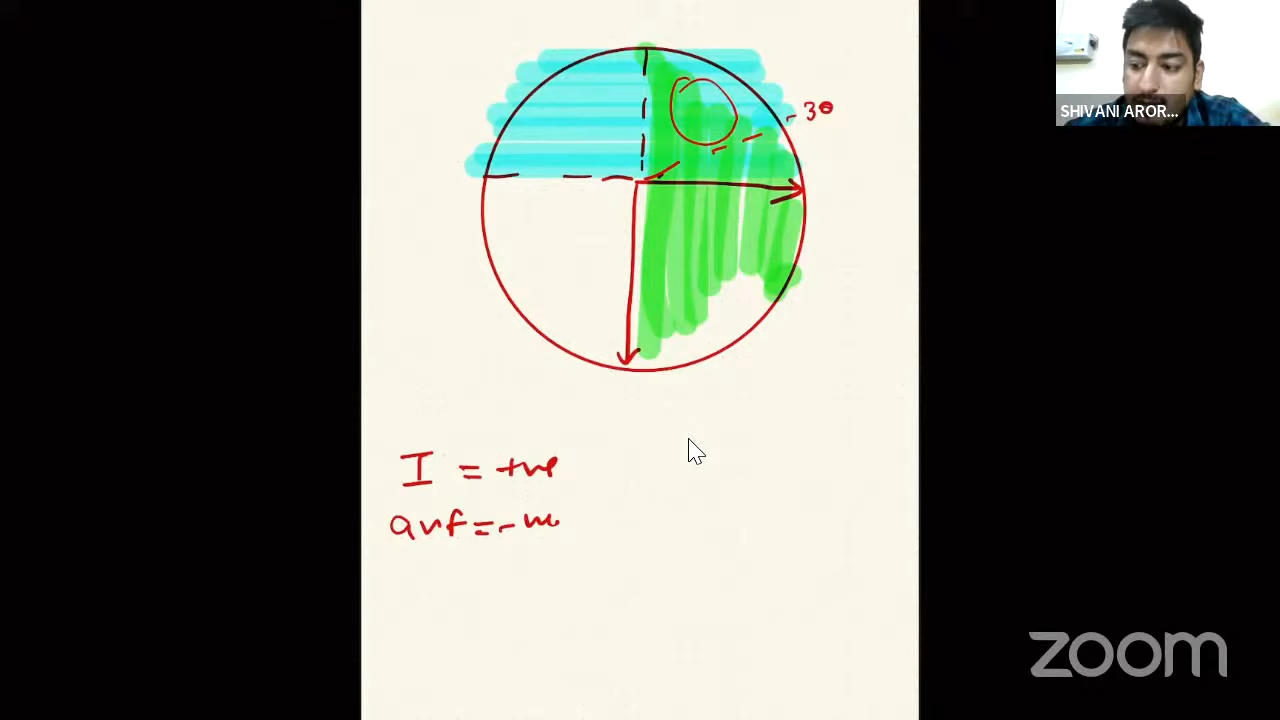 SHIVANI AROR...
- 30
I = +ve
avf = - ve
zoom